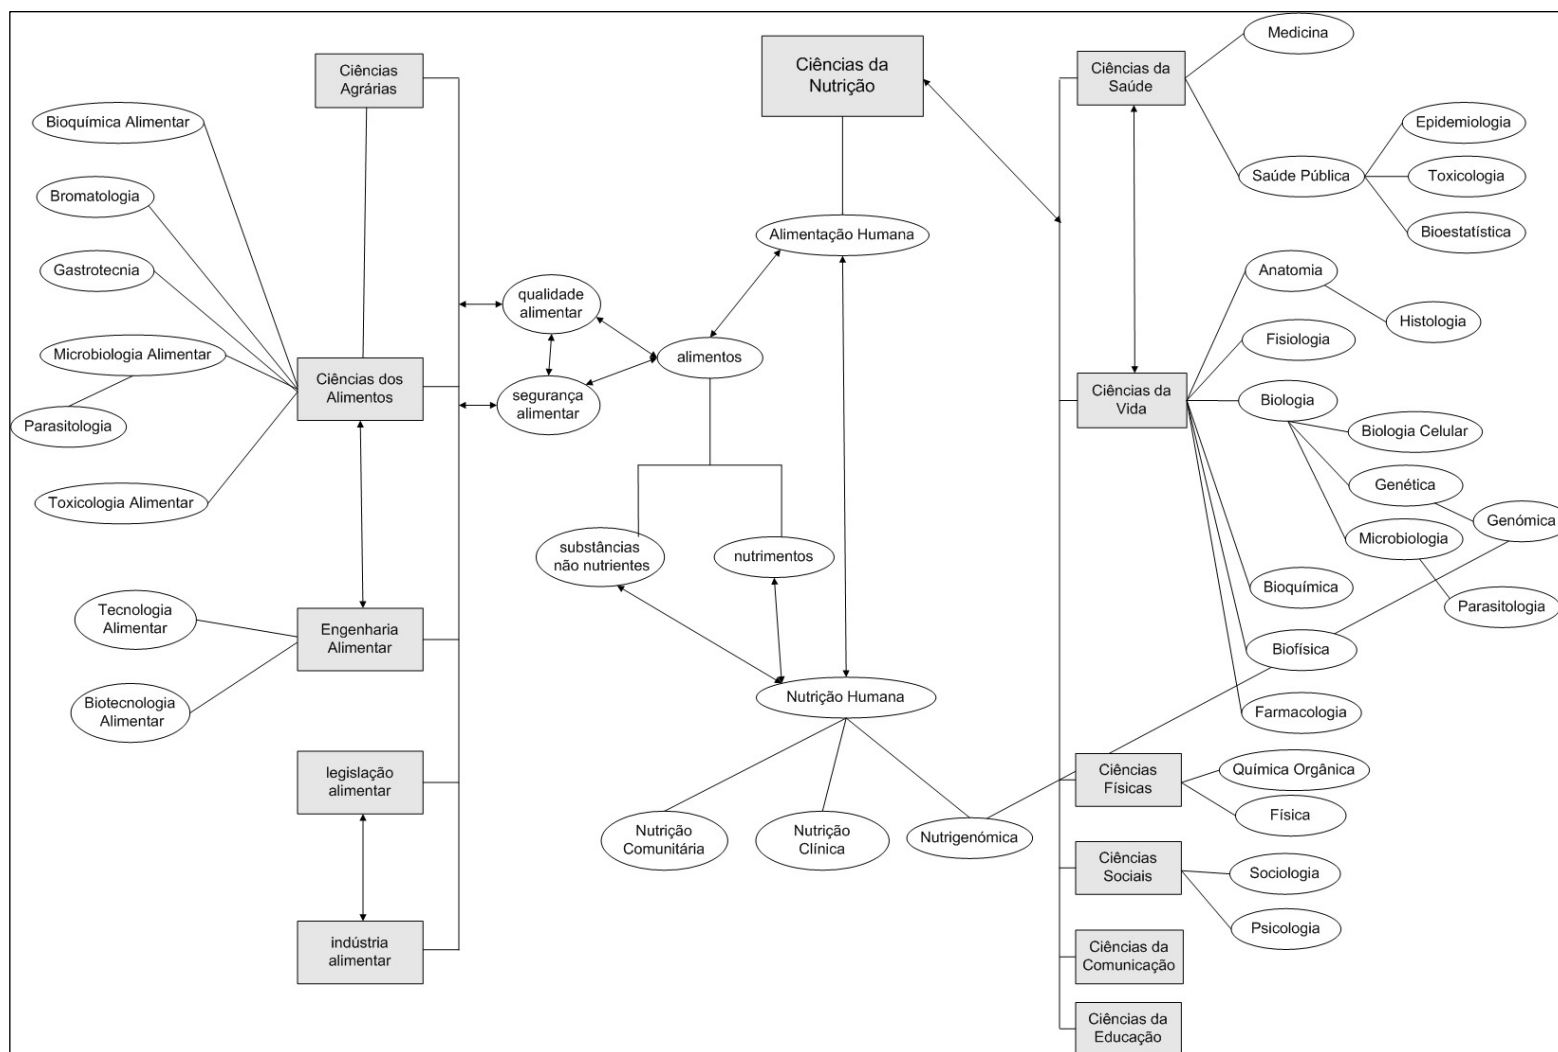 Ciências
Agrárias
Bioquímica Alimentar
Bromatologia
Gastrotecnia
Microbiologia Alimentar
Parasitologia
Toxicologia Alimentar
Ciências dos
Alimentos
Tecnologia
Alimentar
Biotecnologia
Alimentar
Engenharia
Alimentar
legislação
alimentar
indústria
alimentar
Ciências da
Nutrição
Alimentação Humana
qualidade
alimentar
segurança
alimentar
alimentos
substâncias
não nutrientes
nutrimentos
Nutrição Humana
Nutrição
Comunitária
Nutrição
Clínica
Nutrigenómica
Ciências da
Saúde
Medicina
Saúde Pública
Epidemiologia
Toxicologia
Bioestatística
Ciências da
Vida
Anatomia
Histologia
Fisiologia
Biologia
Biologia Celular
Genética
Genómica
Microbiologia
Parasitologia
Bioquímica
Biofísica
Farmacologia
Ciências
Físicas
Química Orgânica
Física
Ciências
Sociais
Sociologia
Psicologia
Ciências da
Comunicação
Ciências da
Educação